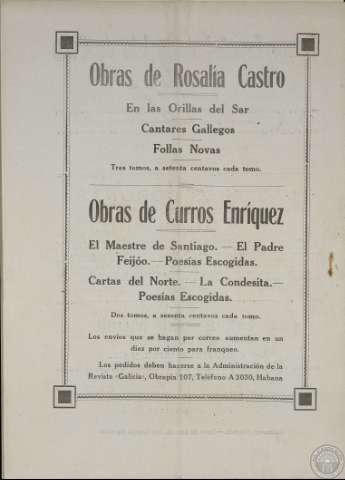 Obras de Rosalía Castro
En las Orillas del Sar
Cantares Gallegos
Follas Novas
Tres tomos, a setenta centavos cada tomo.
Obras de Curros Enríquez
El Maestre de Santiago. — El Padre
Feijóo. — Poesías Escogidas.
Cartas del Norte. — La Condesita.—
Poesías Escogidas.
Dos tomos, a setenta centavos cada tomo.
Los envíos que se hagan por correo aumentan en un
diez por ciento para franqueo.
Los pedidos deben hacerse a la Administración de la
Revista «Galicia», Obrapía 107, Teléfono A 2030, Habana